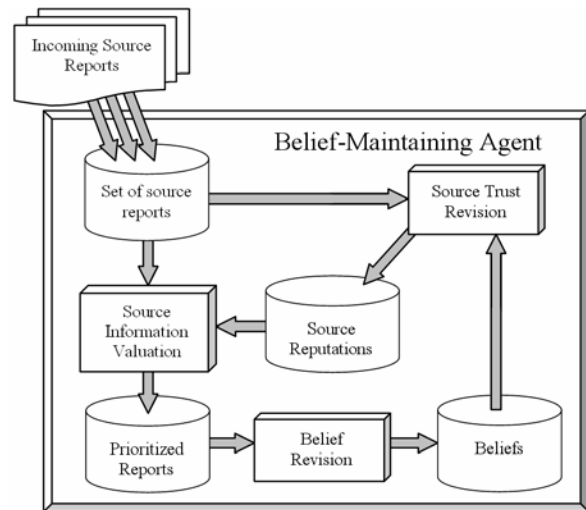 Incoming Source
Reports
Belief-Maintaining Agent
Set of source
reports
Source Trust
Revision
Source
Information
Valuation
Source
Reputations
Prioritized
Reports
Belief
Revision
Beliefs